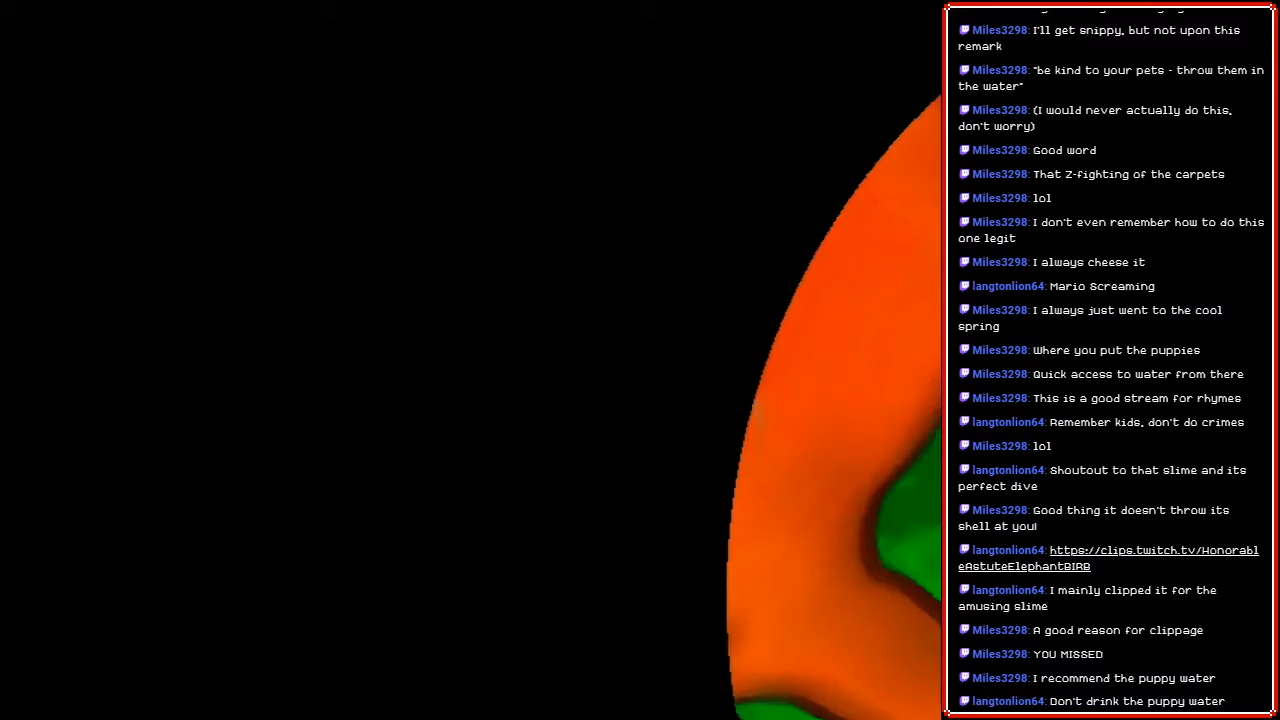 Miles3298: I'll get snippy, but not upon this
remark
Miles3298: "be kind to your pets - throw them in
the water"
Miles3298: (I would never actually do this,
don't worry)
Miles3298: Good word
Miles3298: That Z-fighting of the carpets
Miles3298: lol
Miles3298: I don't even remember how to do this
one legit
Miles3298: I always cheese it
langtonlion64: Mario Screaming
Miles3298: I always just went to the cool
spring
Miles3298: Where you put the puppies
Miles3298: Quick access to water from there
Miles3298: This is a good stream for rhymes
langtonlion64: Remember kids, don't do crimes
Miles3298: lol
langtonlion64: Shoutout to that slime and its
perfect dive
Miles3298: Good thing it doesn't throw its
shell at you!
langtonlion64: https://clips.twitch.tv/Honorabl
eAstuteElephantBIRB
langtonlion64: I mainly clipped it for the
amusing slime
Miles3298: A good reason for clippage
Miles3298: YOU MISSED
Miles3298: I recommend the puppy water
langtonlion64: Don't drink the puppy water